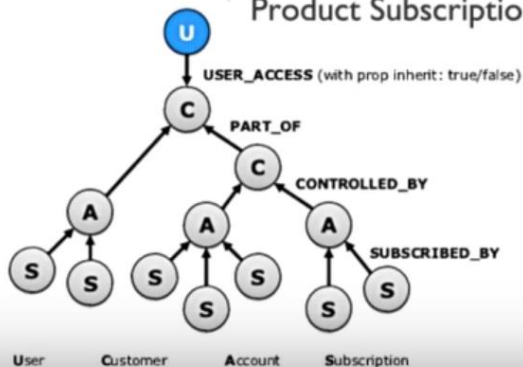 Product Subscriptio
U
USER_ACCESS (with prop inherit: true/false)
C
PART_OF
C
CONTROLLED_BY
A
A
A
SUBSCRIBED_BY
S
S
S
S
S
S
S
User Customer Account Subscription